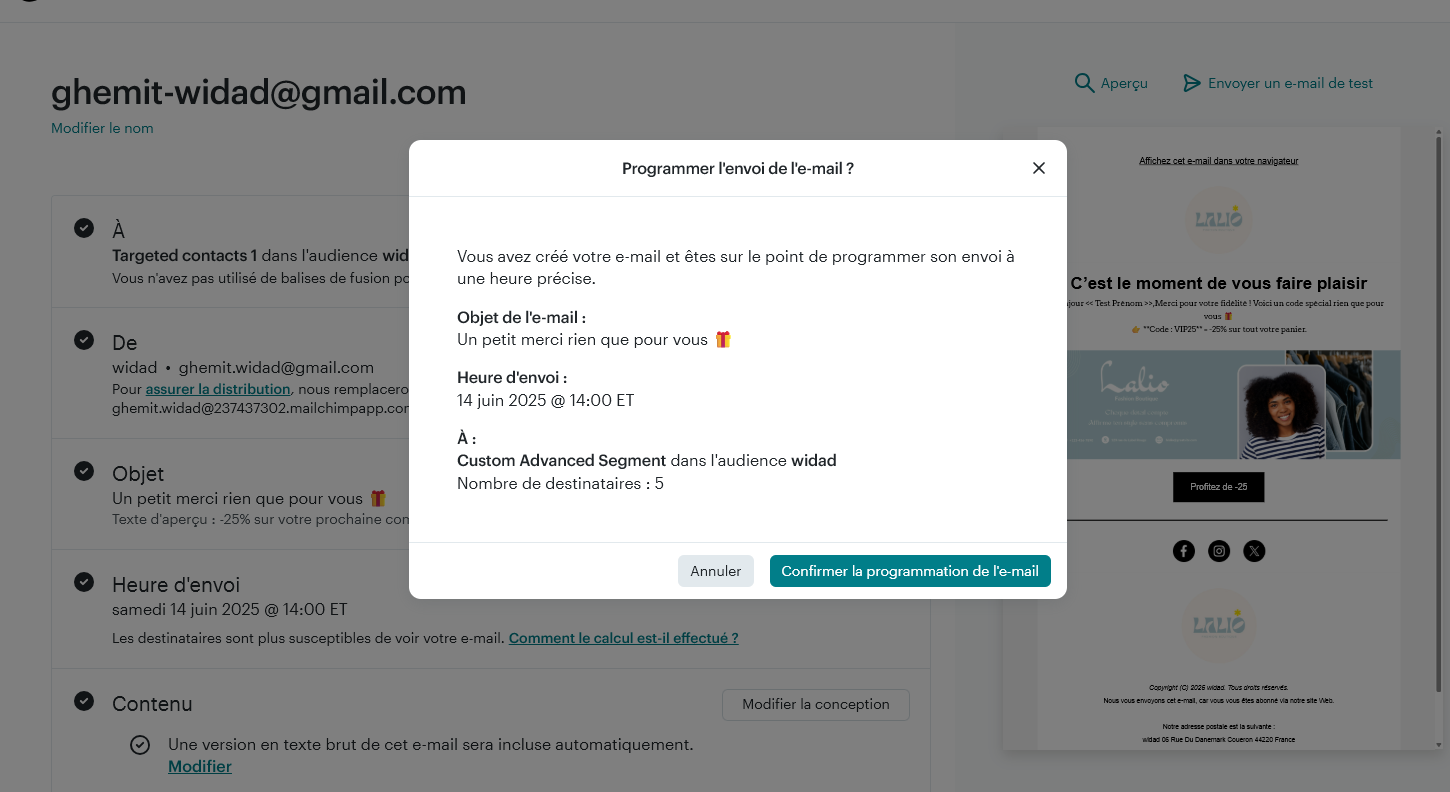 ghemit-widad@gmail.com
Modifier le nom
À
Targeted contacts 1 dans l'audience wid
Vous n'avez pas utilisé de balises de fusion po
De
widad • ghemit.widad@gmail.com
Pour assurer la distribution, nous remplacero
ghemit.widad@237437302.mailchimpapp.com
Objet
Un petit merci rien que pour vous 🎁
Texte d'aperçu : -25% sur votre prochaine con
Heure d'envoi
samedi 14 juin 2025 @ 14:00 ET
Les destinataires sont plus susceptibles de voir votre e-mail. Comment le calcul est-il effectué ?
Contenu
Modifier la conception
Une version en texte brut de cet e-mail sera incluse automatiquement.
Modifier
Programmer l'envoi de l'e-mail ?
Vous avez créé votre e-mail et êtes sur le point de programmer son envoi à
une heure précise.
Objet de l'e-mail :
Un petit merci rien que pour vous 🎁
Heure d'envoi :
14 juin 2025 @ 14:00 ET
À :
Custom Advanced Segment dans l'audience widad
Nombre de destinataires : 5
Annuler
Confirmer la programmation de l'e-mail
Aperçu
Envoyer un e-mail de test
Affichez cet e-mail dans votre navigateur
LALIO
C'est le moment de vous faire plaisir
jour << Test Prénom >>,Merci pour votre fidélité ! Voici un code spécial rien que pour
vous 🎁
👉 **Code : VIP25** = -25% sur tout votre panier.
Lalio
Profitez de -25
LALIO
Copyright (C) 2026 widad. Tous droits réservés.
Nous vous envoyons cet e-mail, car vous vous êtes abonné via notre site Web.
Notre adresse postale est la suivante :
widad 06 Rue Du Danemark Coueron 44220 France